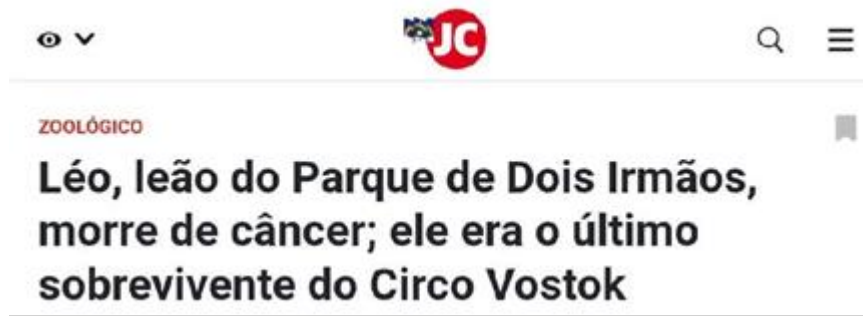 JC
ZOOLÓGICO
Léo, leão do Parque de Dois Irmãos,
morre de câncer; ele era o último
sobrevivente do Circo Vostok